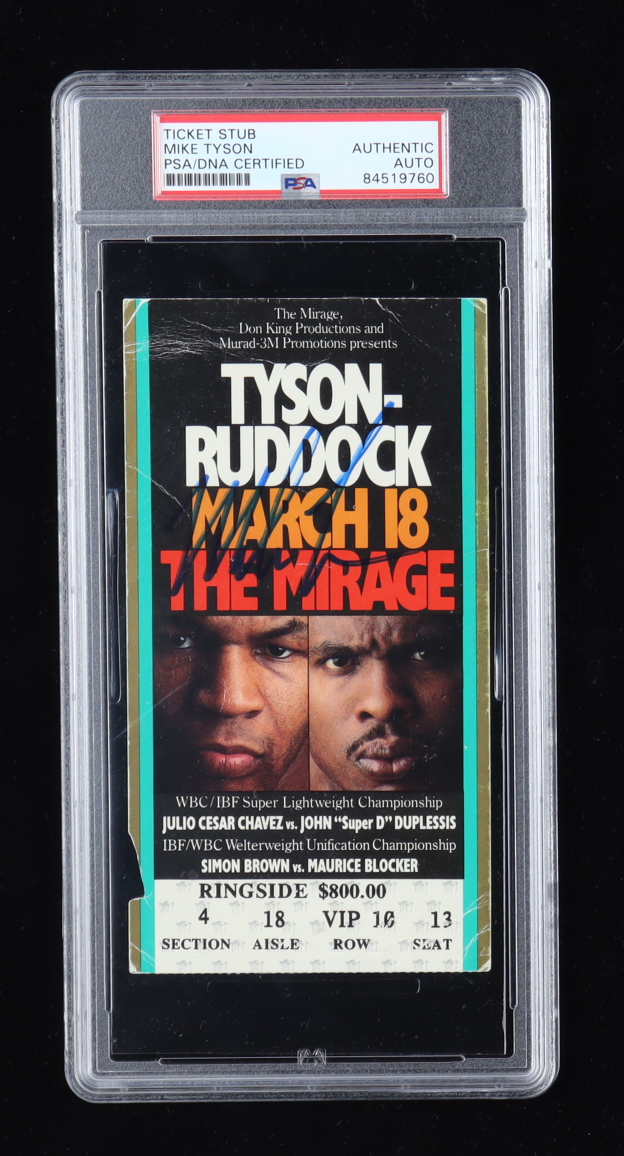 TICKET STUB
MIKE TYSON AUTHENTIC
PSA/DNA CERTIFIED AUTO
PSA 84519760
The Mirage,
Don King Productions and
Murad-3M Promotions presents
TYSON-
RUDDOCK
MARCH 18
THE MIRAGE
WBC/IBF Super Lightweight Championship
JULIO CESAR CHAVEZ vs. JOHN "Super D" DUPLESSIS
IBF/WBC Welterweight Unification Championship
SIMON BROWN vs. MAURICE BLOCKER
RINGSIDE $800.00
4 18 VIP 10 13
SECTION AISLE ROW SEAT